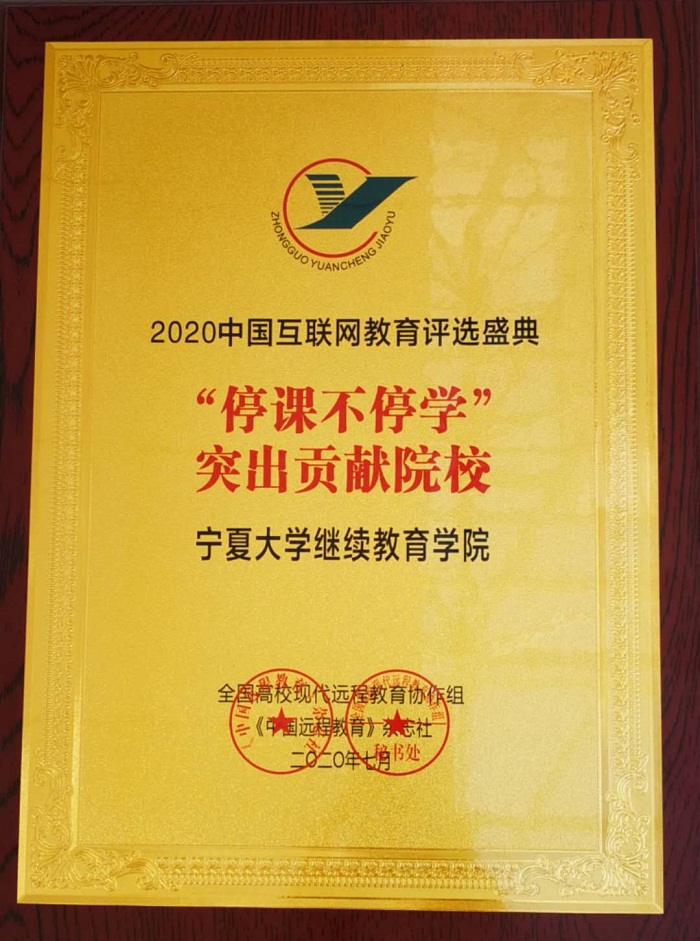 ZHONGGUO YUANCHENG JIAOYU
2020中国互联网教育评选盛典
“停课不停学”
突出贡献院校
宁夏大学继续教育学院
全国高校现代远程教育协作组
《中国远程教育》杂志社
二〇二〇年七月
秘书处